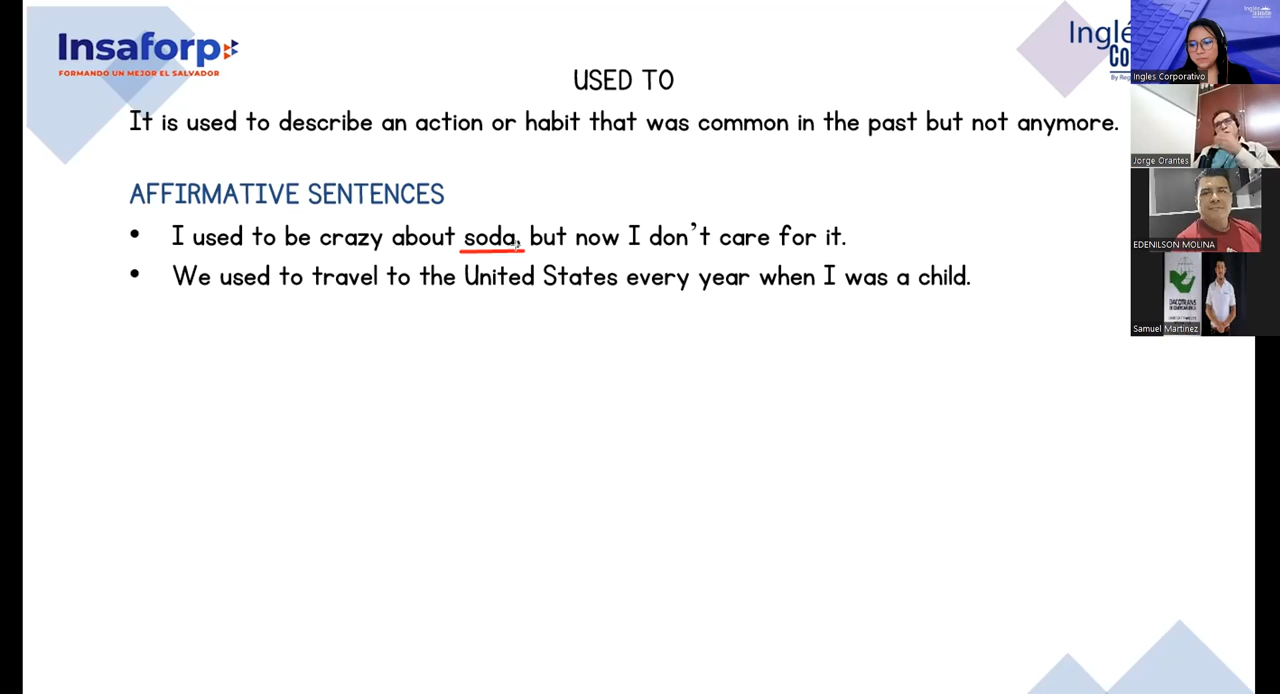 Insaforp
FORMANDO UN MEJOR EL SALVADOR
USED TO
It is used to describe an action or habit that was common in the past but not anymore.
AFFIRMATIVE SENTENCES
• I used to be crazy about soda, but now I don't care for it.
• We used to travel to the United States every year when I was a child.
Ingles Corporativo
Jorge Orantes
EDENILSON MOLINA
Samuel Martinez